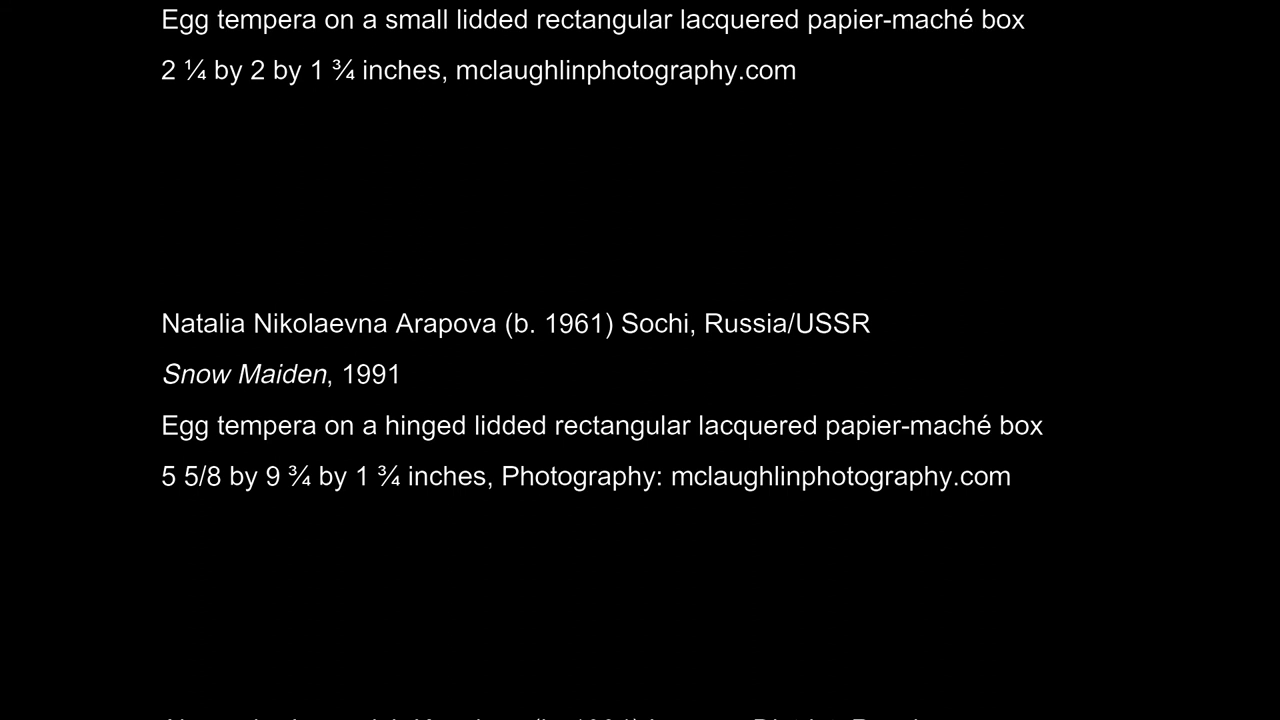 Egg tempera on a small lidded rectangular lacquered papier-maché box
2 ¼ by 2 by 1 ¾ inches, mclaughlinphotography.com
Natalia Nikolaevna Arapova (b. 1961) Sochi, Russia/USSR
Snow Maiden, 1991
Egg tempera on a hinged lidded rectangular lacquered papier-maché box
5 5/8 by 9 ¾ by 1 ¾ inches, Photography: mclaughlinphotography.com